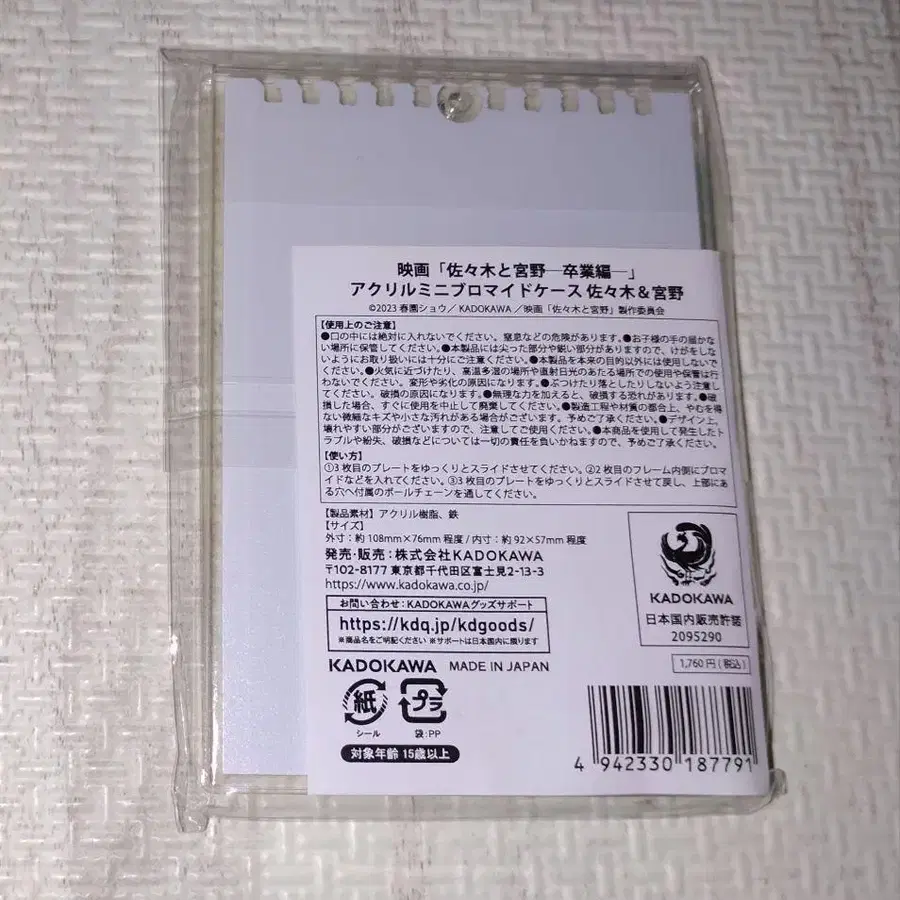 映画「佐々木と宮野―卒業編―」
アクリルミニブロマイドケース 佐々木&宮野
©2023 春園ショウ/ KADOKAWA /映画「佐々木と宮野」製作委員会
【使用上のご注意】
●口の中には絶対に入れないでください。窒息などの危険があります。●お子様の手の届かな
い場所に保管してください。●本製品には尖った部分や鋭い部分がありますので、けがをしな
いようにお取り扱いには十分にご注意ください。●本製品を本来の目的以外には使用しないで
ください。●火気に近づけたり、高温多湿の場所や直射日光のあたる場所での使用や保管は行
わないでください。変形や劣化の原因になります。●ぶつけたり落としたりしないよう注意し
てください。破損の原因になります。●無理な力を加えると、破損する恐れがあります。●破
損した場合、すぐに使用を中止して廃棄してください。●製造工程や材質の都合上、やむを得
ない微細なキズや小さな汚れがある場合がございます。予めご了承ください。●デザイン上、
壊れやすい部分がございますので、注意してご使用ください。●本商品を使用して発生したト
ラブルや紛失、破損などについては一切の責任を負いかねますので、予めご了承ください。
【使い方】
①3枚目のプレートをゆっくりとスライドさせてください。②2枚目のフレーム内側にブロマ
イドなどを入れてください。③3枚目のプレートをゆっくりとスライドさせて戻し、上部にあ
る穴へ付属のボールチェーンを通してください。
【製品素材】アクリル樹脂、鉄
【サイズ】
外寸:約108mm×76mm 程度/内寸:約92×57mm程度
発売・販売:株式会社KADOKAWA
〒102-8177 東京都千代田区富士見2-13-3
https://www.kadokawa.co.jp/
お問い合わせ:KADOKAWAグッズサポート
https://kdq.jp/kdgoods/
※商品名をご明記ください ※サポートは日本国内に限ります
KADOKAWA MADE IN JAPAN
紙
シール
プラ
袋:PP
対象年齢 15歳以上
KADOKAWA
日本国内販売許諾
2095290
1,760円(税込)
4 942330 187791